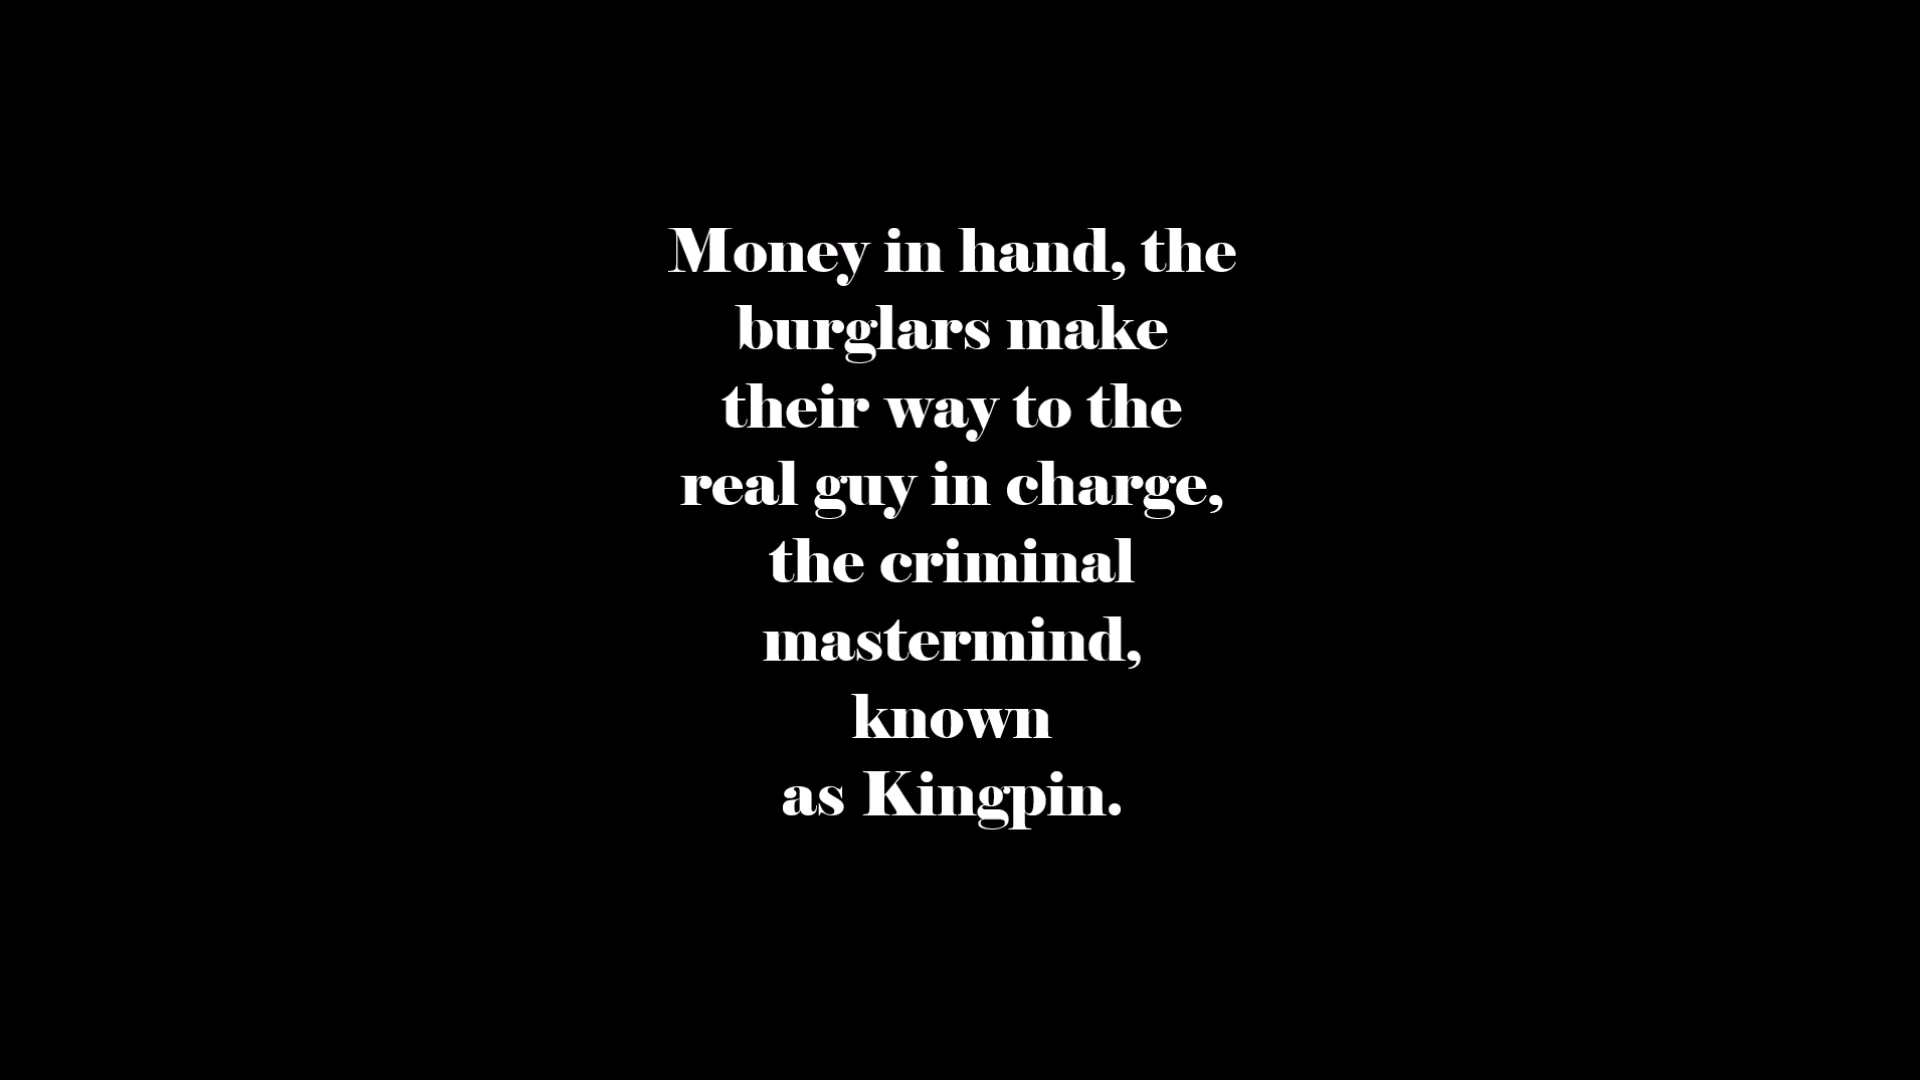 Money in hand, the
burglars make
their way to the
real guy in charge,
the criminal
mastermind,
known
as Kingpin.